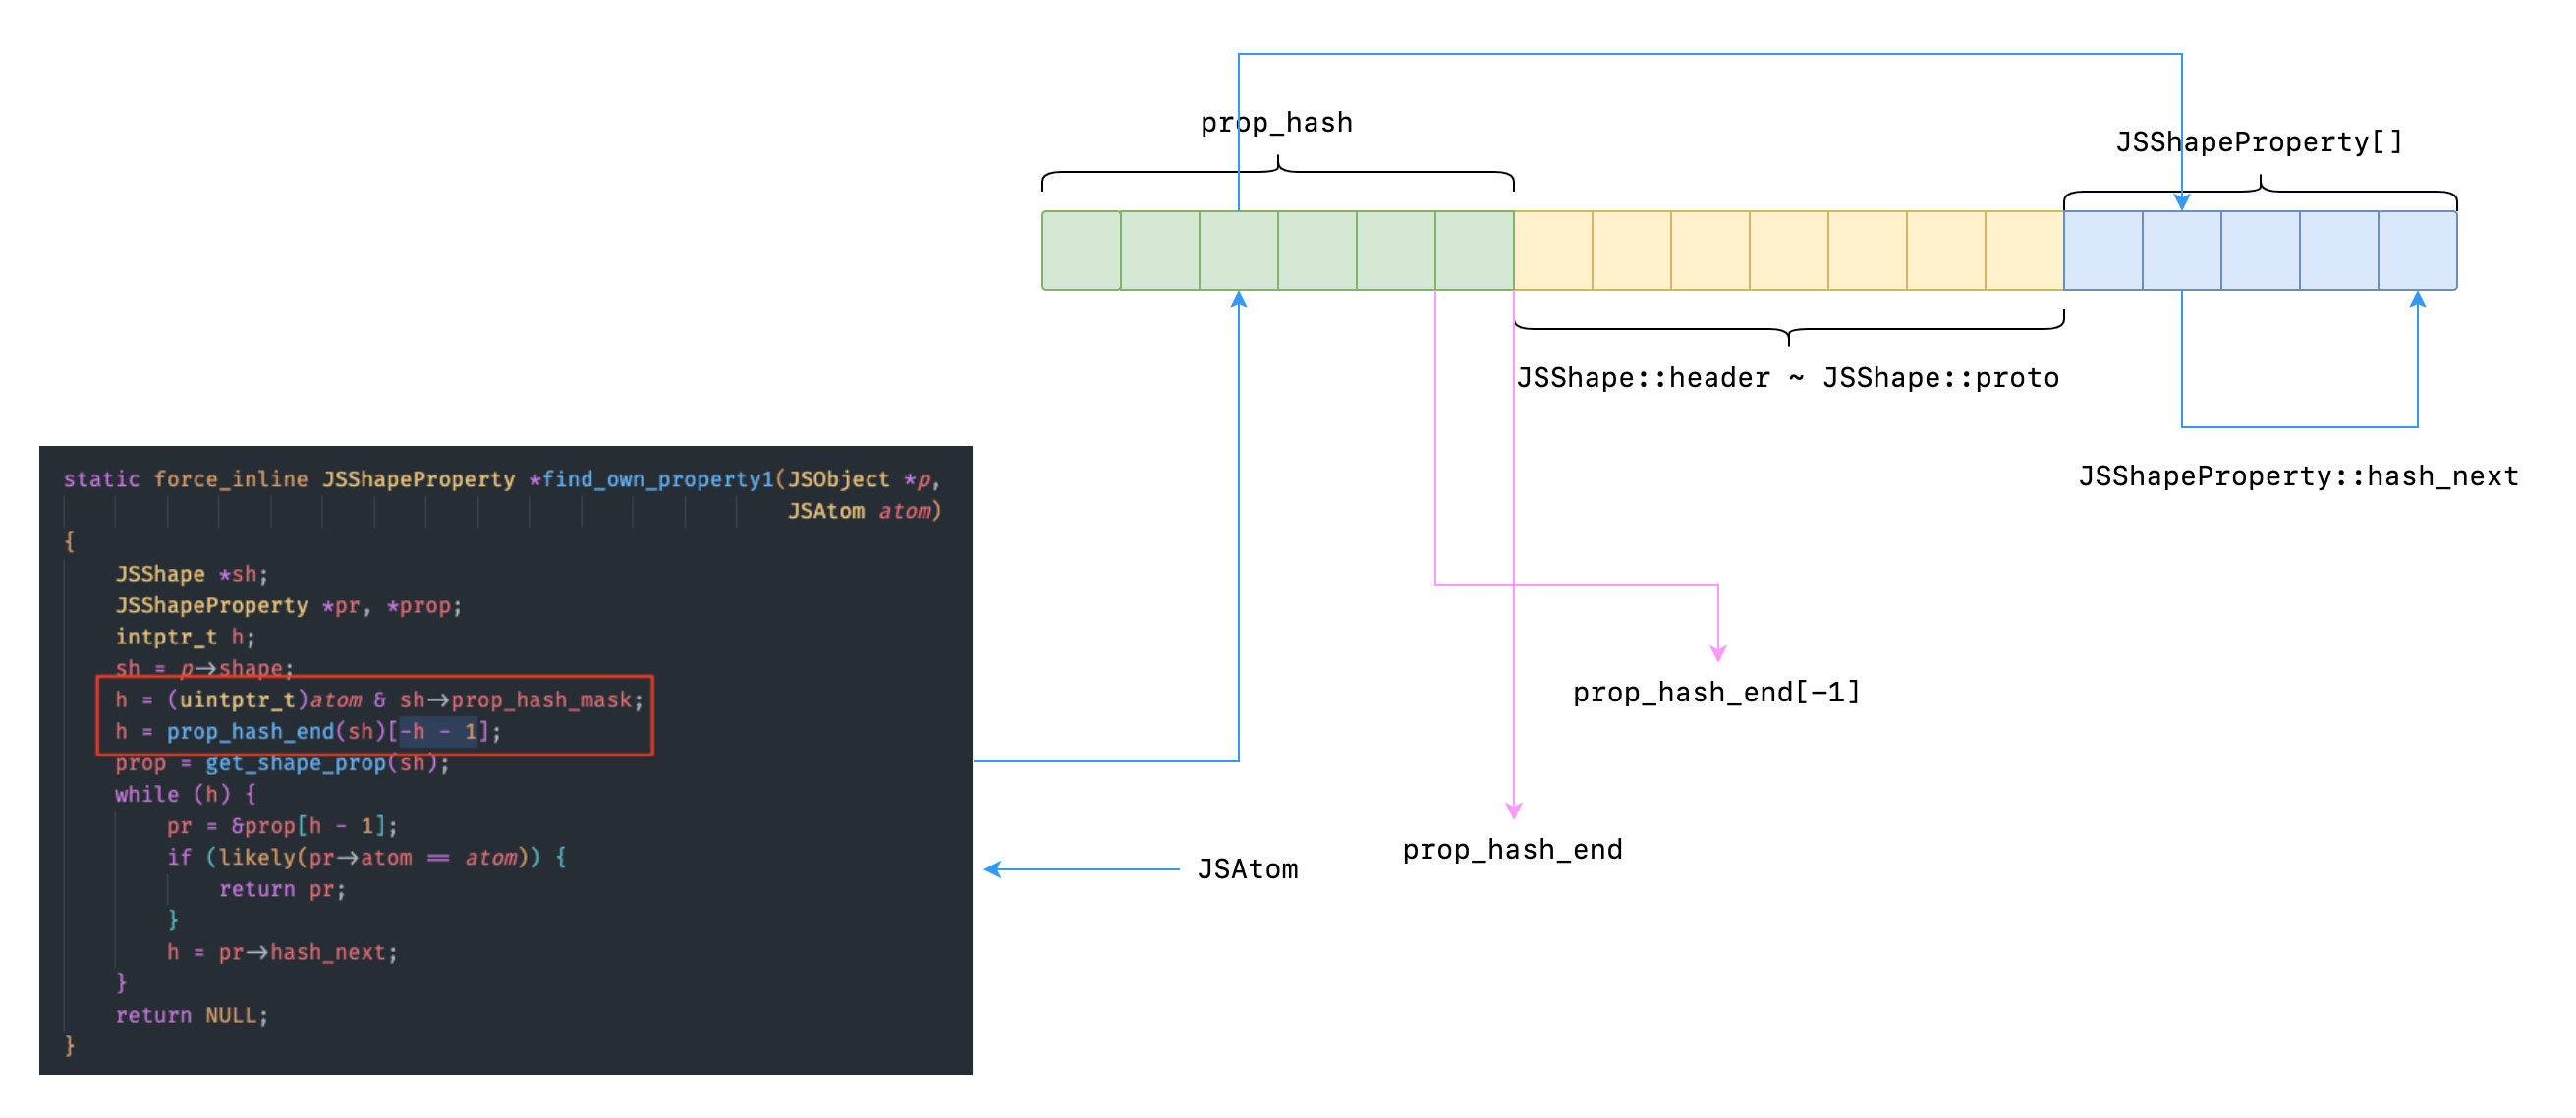 prop_hash
JSShapeProperty[]
JSShape::header ~ JSShape::proto
JSShapeProperty::hash_next
prop_hash_end[-1]
prop_hash_end
JSAtom
static force_inline JSShapeProperty *find_own_property1(JSObject *p,
JSAtom atom)
{
JSShape *sh;
JSShapeProperty *pr, *prop;
intptr_t h;
sh = p->shape;
h = (uintptr_t)atom & sh->prop_hash_mask;
h = prop_hash_end(sh)[-h - 1];
prop = get_shape_prop(sh);
while (h) {
pr = &prop[h - 1];
if (likely(pr->atom == atom)) {
return pr;
}
h = pr->hash_next;
}
return NULL;
}